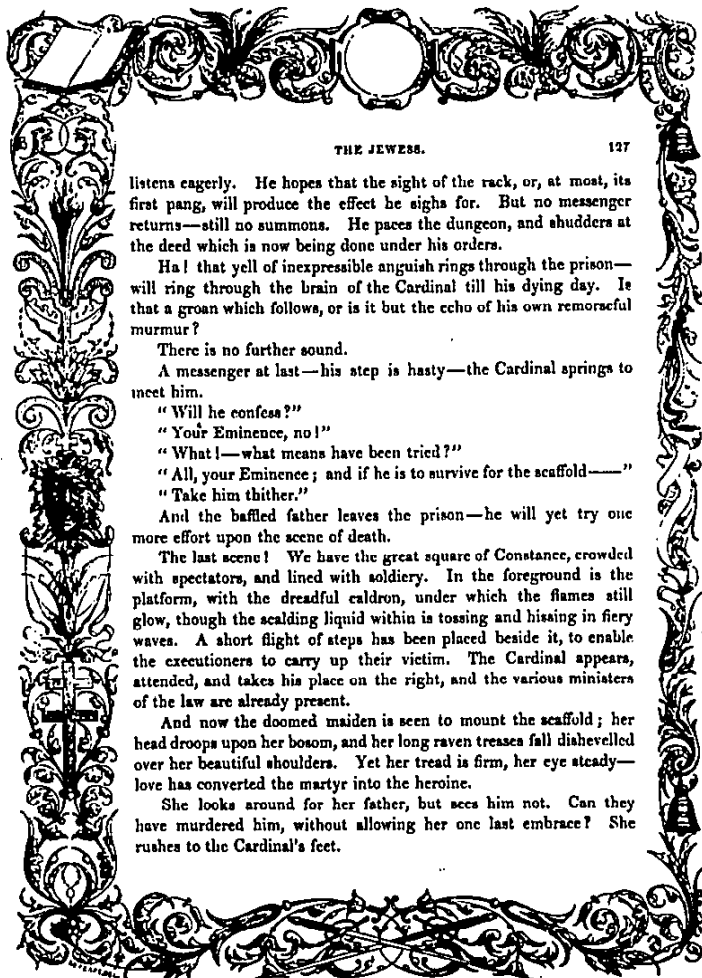 THE JEWESS. 127
listens eagerly. He hopes that the sight of the rack, or, at most, its
first pang, will produce the effect he sighs for. But no messenger
returns—still no summons. He paces the dungeon, and shudders at
the deed which is now being done under his orders.
Ha! that yell of inexpressible anguish rings through the prison—
will ring through the brain of the Cardinal till his dying day. Is
that a groan which follows, or is it but the echo of his own remorseful
murmur?
There is no further sound.
A messenger at last—his step is hasty—the Cardinal springs to
meet him.
"Will he confess?"
"Your Eminence, no!"
"What!—what means have been tried?"
"All, your Eminence; and if he is to survive for the scaffold——"
"Take him thither."
And the baffled father leaves the prison—he will yet try one
more effort upon the scene of death.
The last scene! We have the great square of Constance, crowded
with spectators, and lined with soldiery. In the foreground is the
platform, with the dreadful caldron, under which the flames still
glow, though the scalding liquid within is tossing and hissing in fiery
waves. A short flight of steps has been placed beside it, to enable
the executioners to carry up their victim. The Cardinal appears,
attended, and takes his place on the right, and the various ministers
of the law are already present.
And now the doomed maiden is seen to mount the scaffold; her
head droops upon her bosom, and her long raven tresses fall dishevelled
over her beautiful shoulders. Yet her tread is firm, her eye steady—
love has converted the martyr into the heroine.
She looks around for her father, but sees him not. Can they
have murdered him, without allowing her one last embrace? She
rushes to the Cardinal's feet.